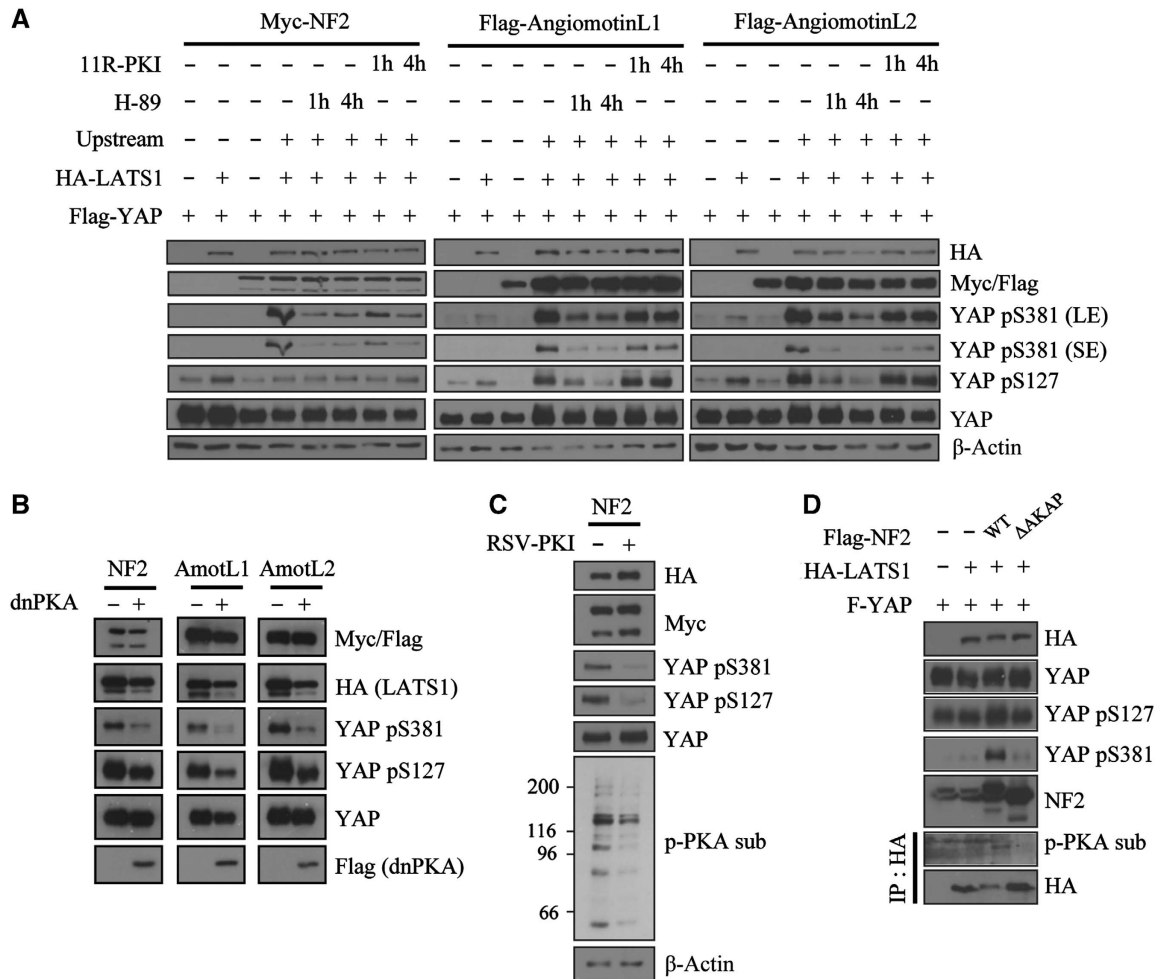 A
Myc-NF2 Flag-AngiomotinL1 Flag-AngiomotinL2
11R-PKI – – – – – – 1h 4h – – – – – – 1h 4h – – – – – – 1h 4h
H-89 – – – – 1h 4h – – – – – – 1h 4h – – – – – – 1h 4h – –
Upstream – – – + + + + + – – – + + + + + – – – + + + + +
HA-LATS1 – + – + + + + + – + – + + + + + – + – + + + + +
Flag-YAP + + + + + + + + + + + + + + + + + + + + + + + +
HA
Myc/Flag
YAP pS381 (LE)
YAP pS381 (SE)
YAP pS127
YAP
β-Actin
B
NF2 AmotL1 AmotL2
dnPKA – + – + – +
Myc/Flag
HA (LATS1)
YAP pS381
YAP pS127
YAP
Flag (dnPKA)
C
NF2
RSV-PKI – +
HA
Myc
YAP pS381
YAP pS127
YAP
200
116
96
66
p-PKA sub
β-Actin
D
Flag-NF2 – – WT ΔAKAP
HA-LATS1 – + + +
F-YAP + + + +
HA
YAP
YAP pS127
YAP pS381
NF2
IP : HA
p-PKA sub
HA